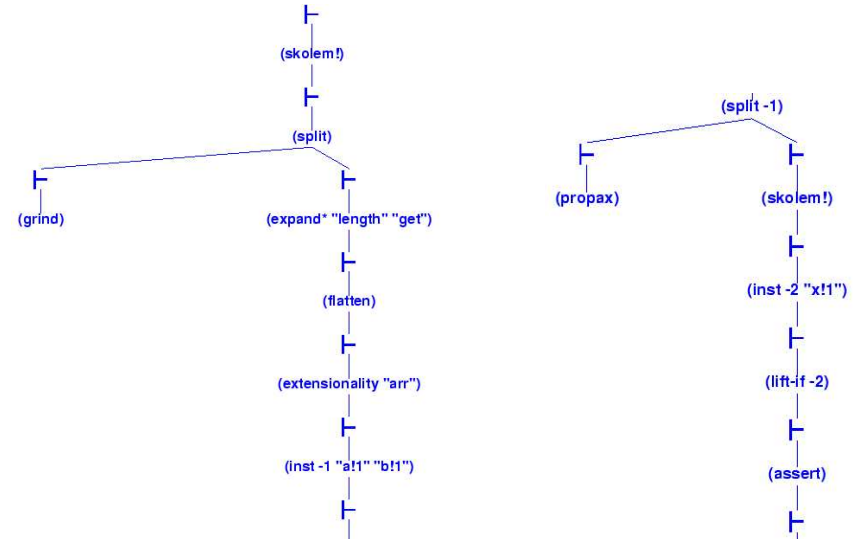 (skolem!)
(split)
(grind)
(expand* "length" "get")
(flatten)
(extensionality "arr")
(inst -1 "a!1" "b!1")
(split -1)
(propax)
(skolem!)
(inst -2 "x!1")
(lift-if -2)
(assert)